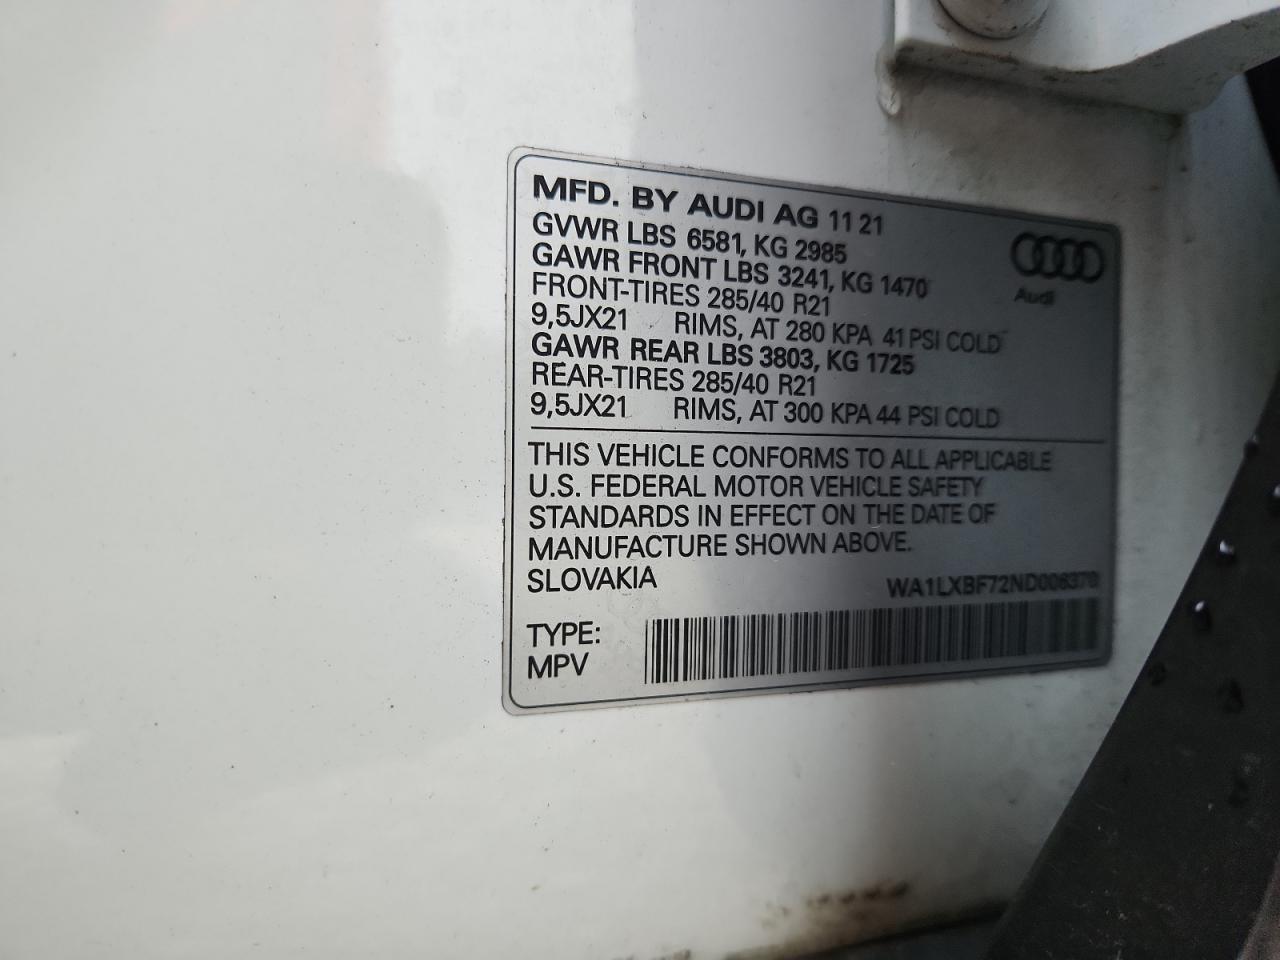 MFD. BY AUDI AG 11 21
GVWR LBS 6581, KG 2985
GAWR FRONT LBS 3241, KG 1470
FRONT-TIRES 285/40 R21
9,5JX21 RIMS, AT 280 KPA 41 PSI COLD
GAWR REAR LBS 3803, KG 1725
REAR-TIRES 285/40 R21
9,5JX21 RIMS, AT 300 KPA 44 PSI COLD
Audi
THIS VEHICLE CONFORMS TO ALL APPLICABLE
U.S. FEDERAL MOTOR VEHICLE SAFETY
STANDARDS IN EFFECT ON THE DATE OF
MANUFACTURE SHOWN ABOVE.
SLOVAKIA WA1LXBF72ND006370
TYPE:
MPV